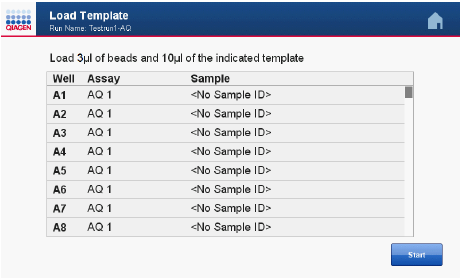 QIAGEN
Load Template
Run Name: Testrun1-AQ
Load 3µl of beads and 10µl of the indicated template
Well Assay Sample
A1 AQ 1 <No Sample ID>
A2 AQ 1 <No Sample ID>
A3 AQ 1 <No Sample ID>
A4 AQ 1 <No Sample ID>
A5 AQ 1 <No Sample ID>
A6 AQ 1 <No Sample ID>
A7 AQ 1 <No Sample ID>
A8 AQ 1 <No Sample ID>
Start